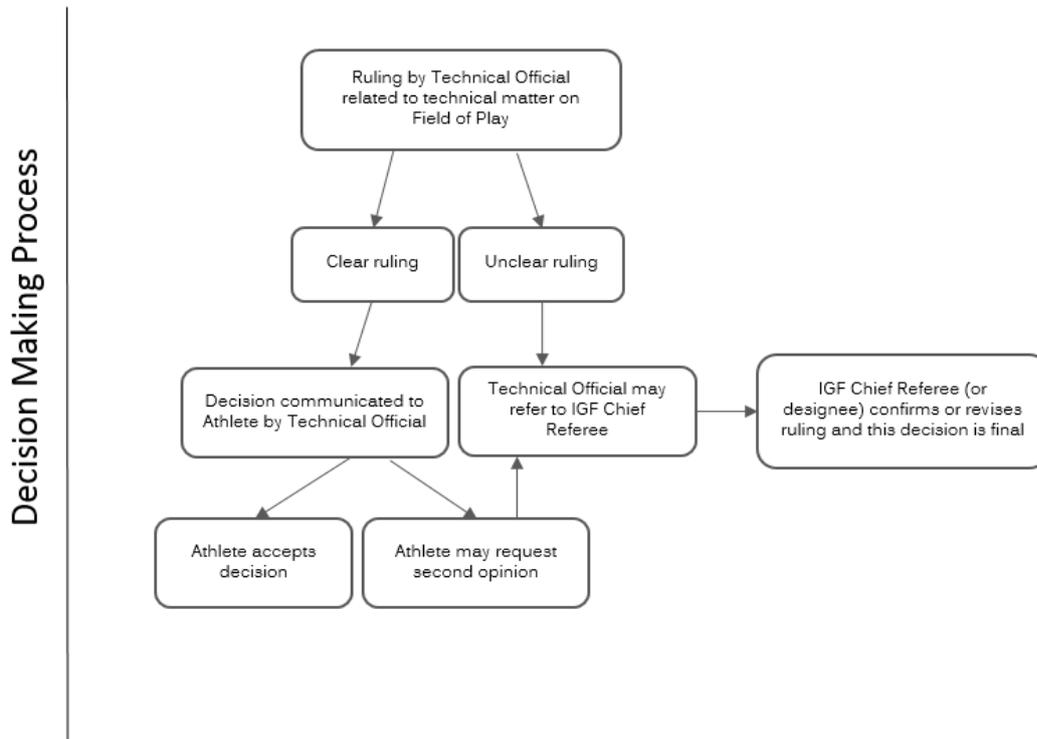 Decision Making Process
Ruling by Technical Official
related to technical matter on
Field of Play
Clear ruling
Unclear ruling
Decision communicated to
Athlete by Technical Official
Technical Official may
refer to IGF Chief
Referee
IGF Chief Referee (or
designee) confirms or revises
ruling and this decision is final
Athlete accepts
decision
Athlete may request
second opinion